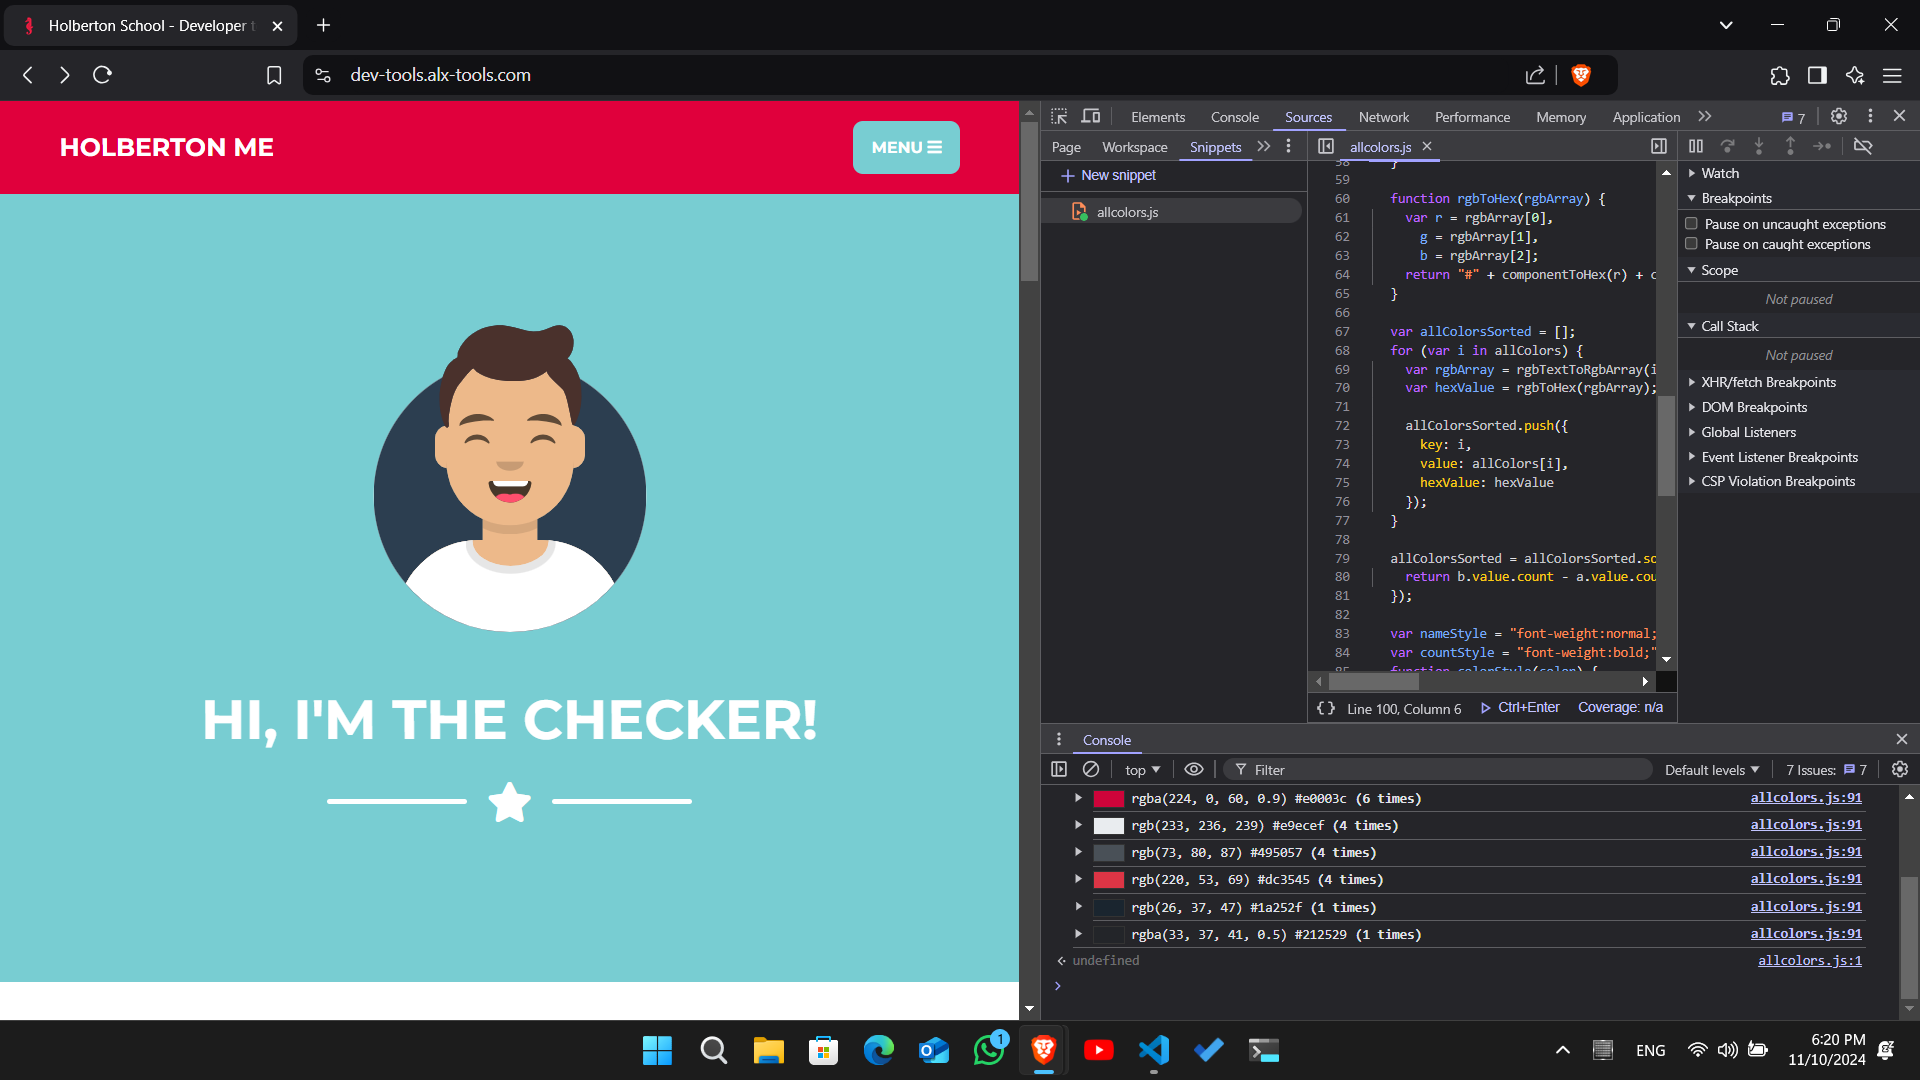 Holberton School - Developer t
dev-tools.alx-tools.com
HOLBERTON ME
MENU
HI, I'M THE CHECKER!
Elements Console Sources Network Performance Memory Application 7
Page Workspace Snippets
allcolors.js
New snippet
allcolors.js
58 }
59
60 function rgbToHex(rgbArray) {
61 var r = rgbArray[0],
62 g = rgbArray[1],
63 b = rgbArray[2];
64 return "#" + componentToHex(r) + c
65 }
66
67 var allColorsSorted = [];
68 for (var i in allColors) {
69 var rgbArray = rgbTextToRgbArray(i
70 var hexValue = rgbToHex(rgbArray);
71
72 allColorsSorted.push({
73 key: i,
74 value: allColors[i],
75 hexValue: hexValue
76 });
77 }
78
79 allColorsSorted = allColorsSorted.so
80 return b.value.count - a.value.cou
81 });
82
83 var nameStyle = "font-weight:normal;
84 var countStyle = "font-weight:bold;"
85 function colorStyle(color) {
{ } Line 100, Column 6 Ctrl+Enter Coverage: n/a
Watch
Breakpoints
Pause on uncaught exceptions
Pause on caught exceptions
Scope
Not paused
Call Stack
Not paused
XHR/fetch Breakpoints
DOM Breakpoints
Global Listeners
Event Listener Breakpoints
CSP Violation Breakpoints
Console
top Filter Default levels 7 Issues: 7
rgba(224, 0, 60, 0.9) #e0003c (6 times) allcolors.js:91
rgb(233, 236, 239) #e9ecef (4 times) allcolors.js:91
rgb(73, 80, 87) #495057 (4 times) allcolors.js:91
rgb(220, 53, 69) #dc3545 (4 times) allcolors.js:91
rgb(26, 37, 47) #1a252f (1 times) allcolors.js:91
rgba(33, 37, 41, 0.5) #212529 (1 times) allcolors.js:91
undefined allcolors.js:1
1
ENG
6:20 PM
11/10/2024